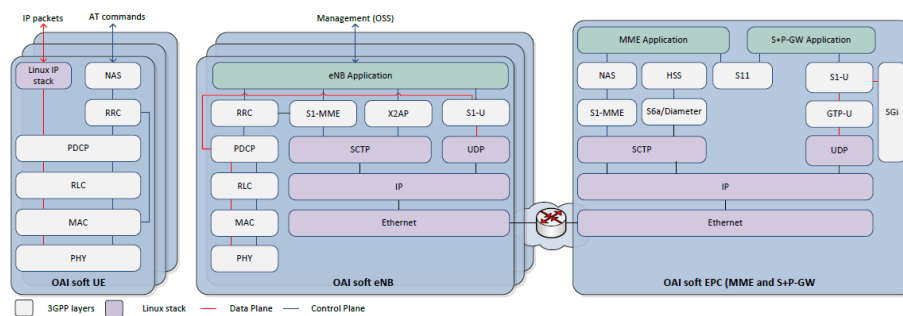 IP packets
AT commands
Linux IP
stack
NAS
RRC
PDCP
RLC
MAC
PHY
OAI soft UE
Management (OSS)
eNB Application
RRC
S1-MME
X2AP
S1-U
PDCP
SCTP
UDP
RLC
IP
MAC
Ethernet
PHY
OAI soft eNB
MME Application
S+P-GW Application
NAS
HSS
S11
S1-U
S1-MME
S6a/Diameter
GTP-U
SGi
SCTP
UDP
IP
Ethernet
OAI soft EPC (MME and S+P-GW
3GPP layers
Linux stack
Data Plane
Control Plane